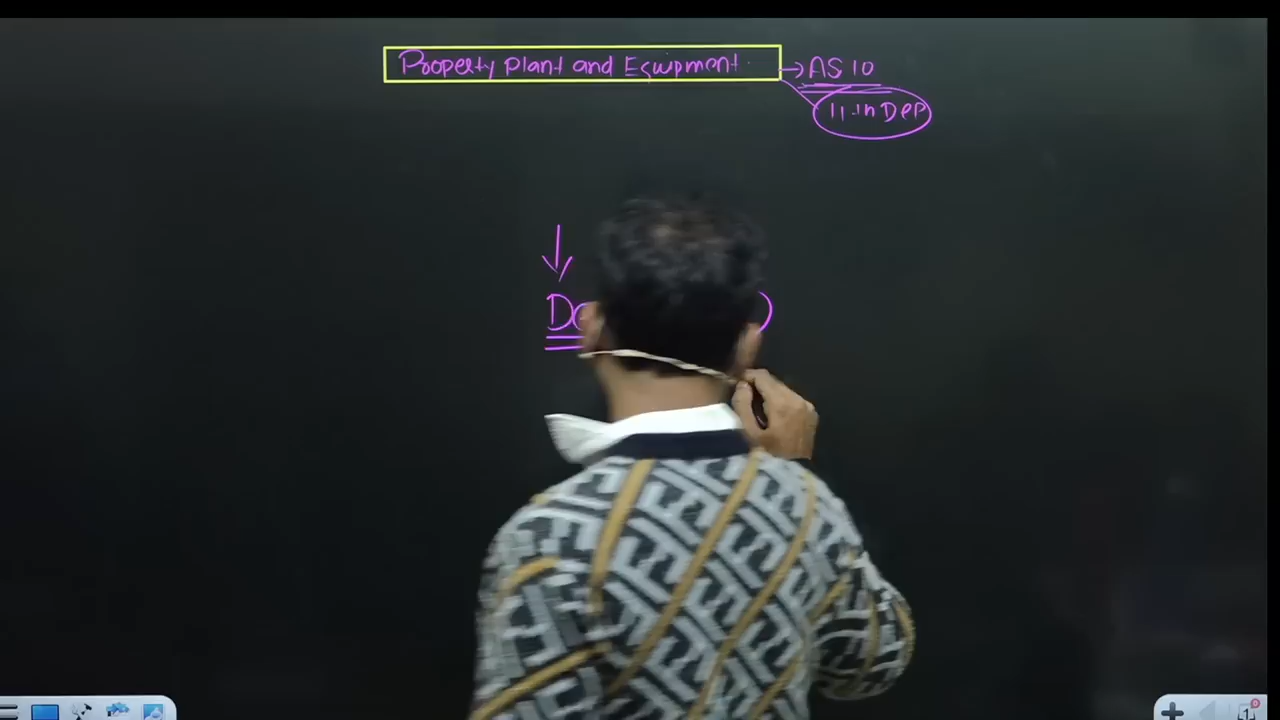 Property Plant and Equipment → AS 10
11 in Dep